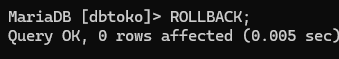 MariaDB [dbtoko]> ROLLBACK;
Query OK, 0 rows affected (0.005 sec)